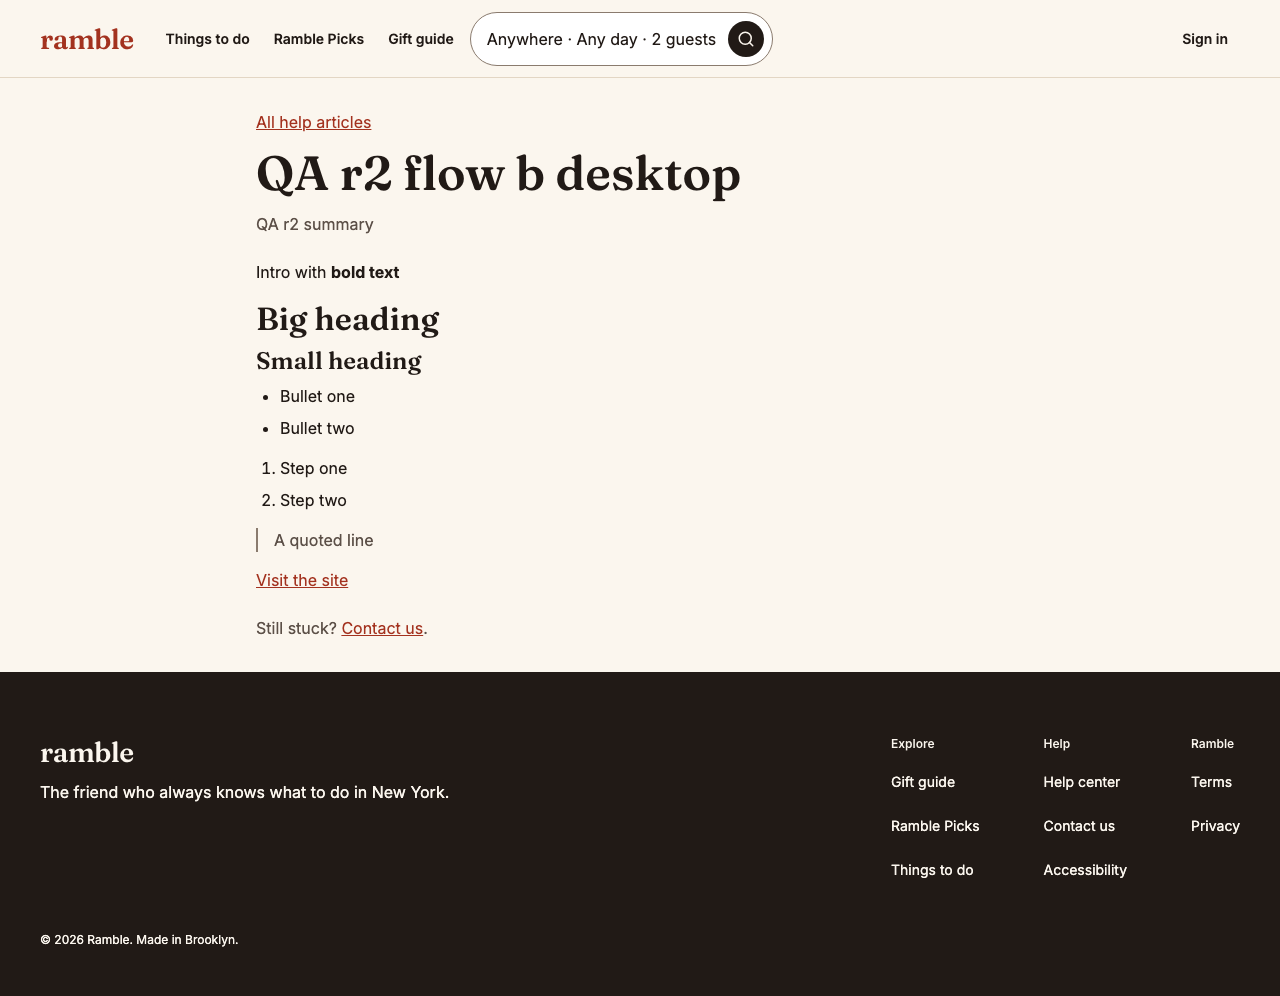 ramble
Things to do
Ramble Picks
Gift guide
Anywhere · Any day · 2 guests
Sign in
All help articles
QA r2 flow b desktop
QA r2 summary
Intro with bold text
Big heading
Small heading
• Bullet one
• Bullet two
1. Step one
2. Step two
A quoted line
Visit the site
Still stuck? Contact us.
ramble
The friend who always knows what to do in New York.
Explore
Gift guide
Ramble Picks
Things to do
Help
Help center
Contact us
Accessibility
Ramble
Terms
Privacy
© 2026 Ramble. Made in Brooklyn.